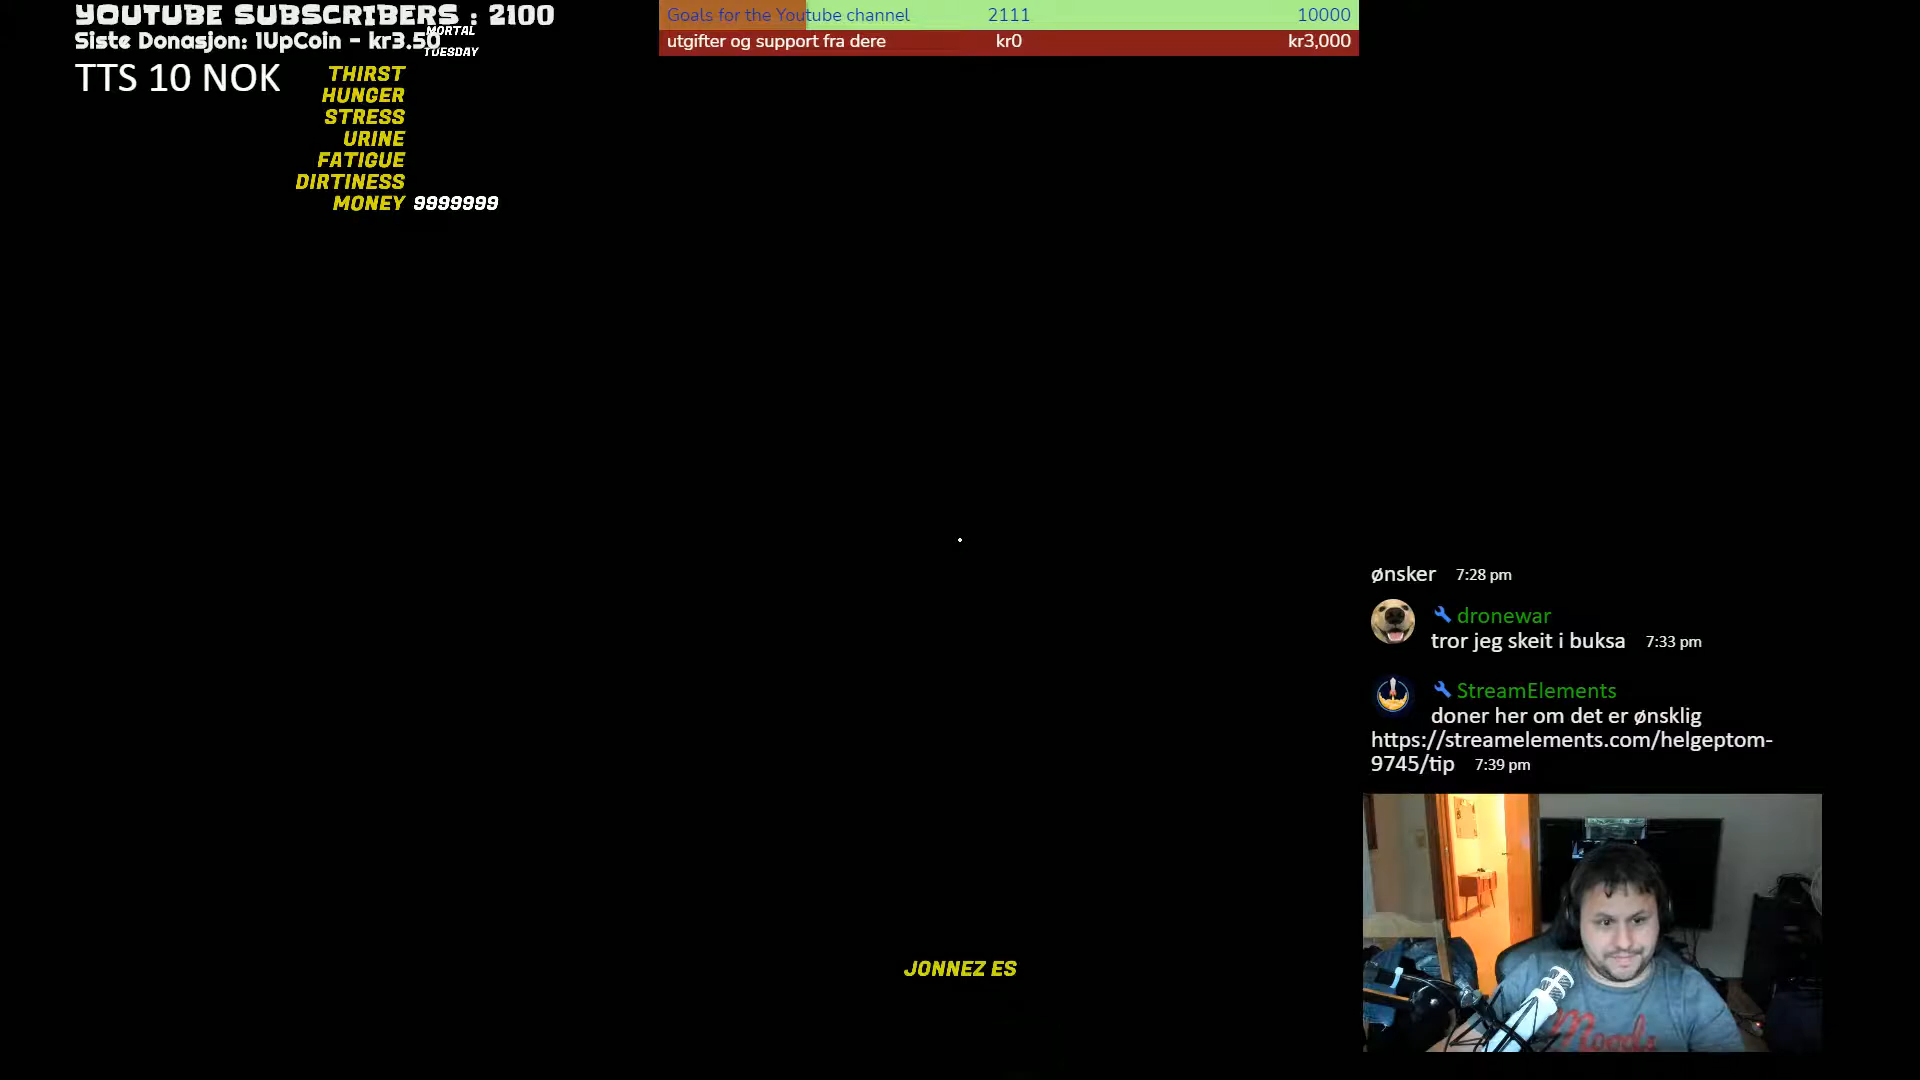 YOUTUBE SUBSCRIBERS : 2100
Siste Donasjon: 1UpCoin - kr3.50
MORTAL
TUESDAY
TTS 10 NOK
THIRST
HUNGER
STRESS
URINE
FATIGUE
DIRTINESS
MONEY 9999999
Goals for the Youtube channel 2111 10000
utgifter og support fra dere kr0 kr3,000
ønsker 7:28 pm
dronewar
tror jeg skeit i buksa 7:33 pm
StreamElements
doner her om det er ønsklig
https://streamelements.com/helgeptom-
9745/tip 7:39 pm
JONNEZ ES
Moods